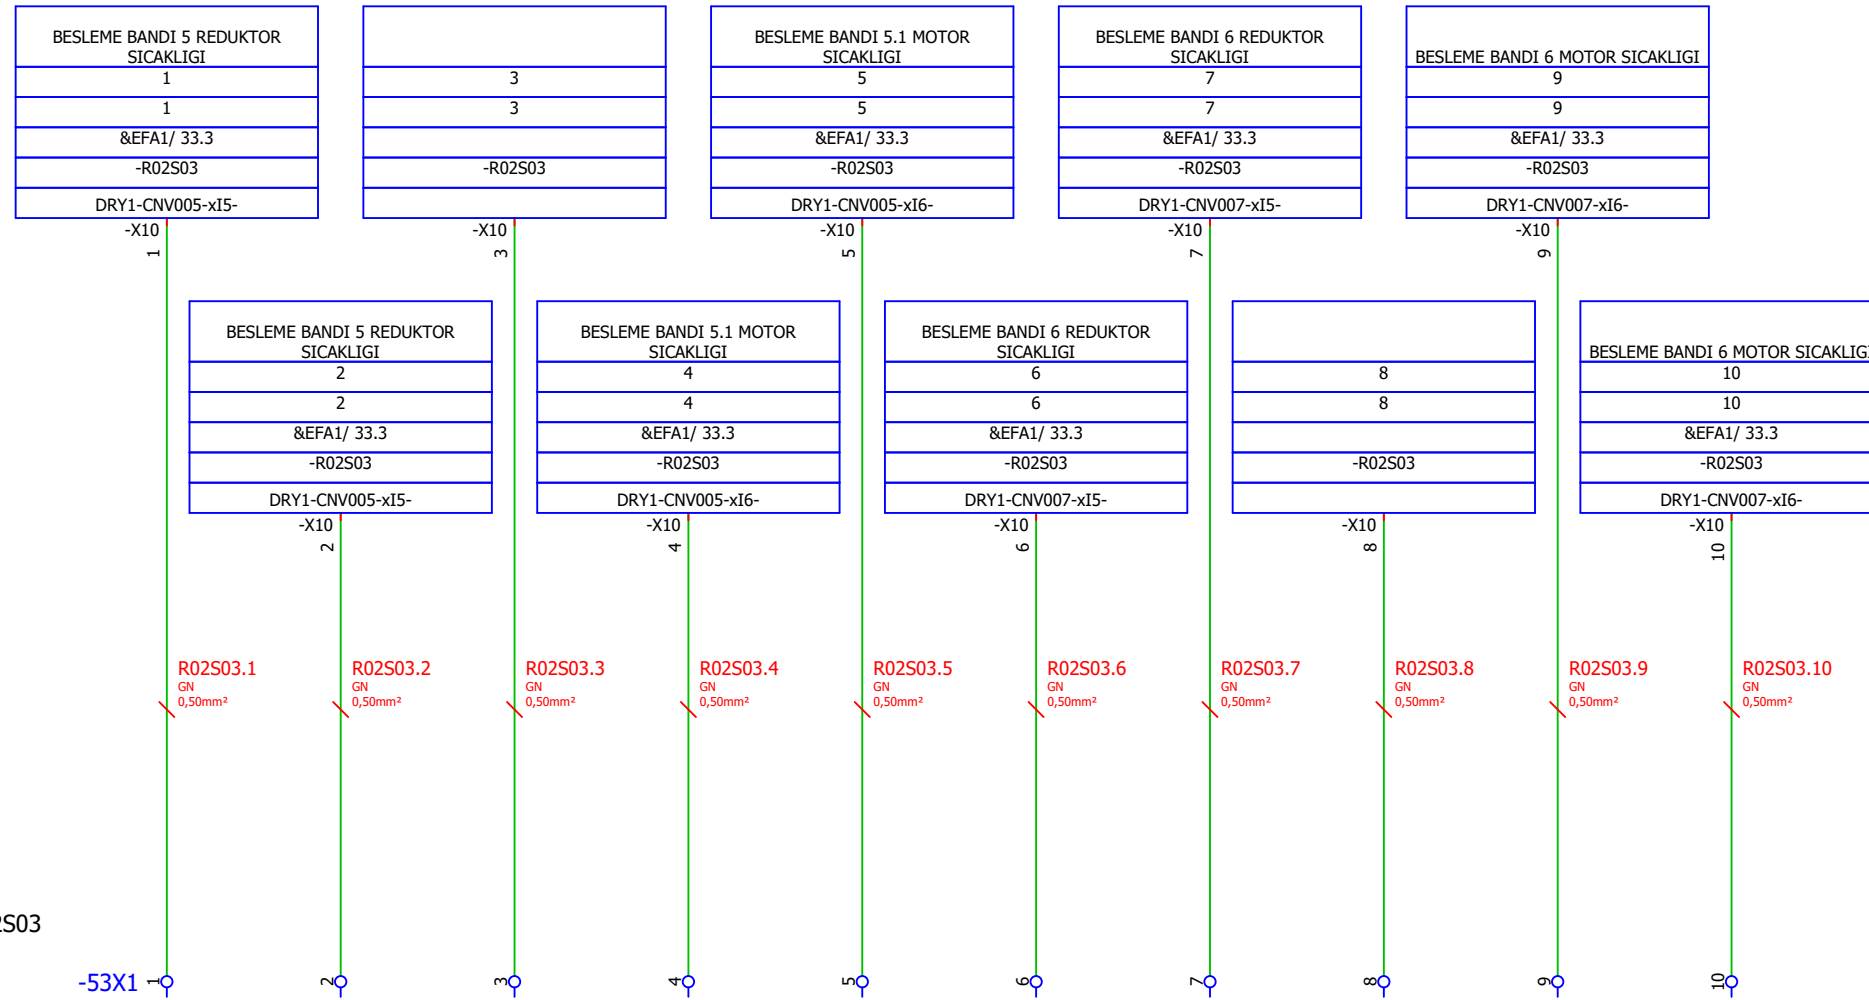 BESLEME BANDI 5 REDUKTOR
SICAKLIGI
1
1
&EFA1/ 33.3
-R02S03
DRY1-CNV005-xI5-
-X10
1
3
3
-R02S03
-X10
3
BESLEME BANDI 5.1 MOTOR
SICAKLIGI
5
5
&EFA1/ 33.3
-R02S03
DRY1-CNV005-xI6-
-X10
5
BESLEME BANDI 6 REDUKTOR
SICAKLIGI
7
7
&EFA1/ 33.3
-R02S03
DRY1-CNV007-xI5-
-X10
7
BESLEME BANDI 6 MOTOR SICAKLIGI
9
9
&EFA1/ 33.3
-R02S03
DRY1-CNV007-xI6-
-X10
9
BESLEME BANDI 5 REDUKTOR
SICAKLIGI
2
2
&EFA1/ 33.3
-R02S03
DRY1-CNV005-xI5-
-X10
2
BESLEME BANDI 5.1 MOTOR
SICAKLIGI
4
4
&EFA1/ 33.3
-R02S03
DRY1-CNV005-xI6-
-X10
4
BESLEME BANDI 6 REDUKTOR
SICAKLIGI
6
6
&EFA1/ 33.3
-R02S03
DRY1-CNV007-xI5-
-X10
6
8
8
-R02S03
-X10
8
BESLEME BANDI 6 MOTOR SICAKLIGI
10
10
&EFA1/ 33.3
-R02S03
DRY1-CNV007-xI6-
-X10
10
R02S03.1
GN
0,50mm²
R02S03.2
GN
0,50mm²
R02S03.3
GN
0,50mm²
R02S03.4
GN
0,50mm²
R02S03.5
GN
0,50mm²
R02S03.6
GN
0,50mm²
R02S03.7
GN
0,50mm²
R02S03.8
GN
0,50mm²
R02S03.9
GN
0,50mm²
R02S03.10
GN
0,50mm²
2S03
-53X1 1 2 3 4 5 6 7 8 9 10